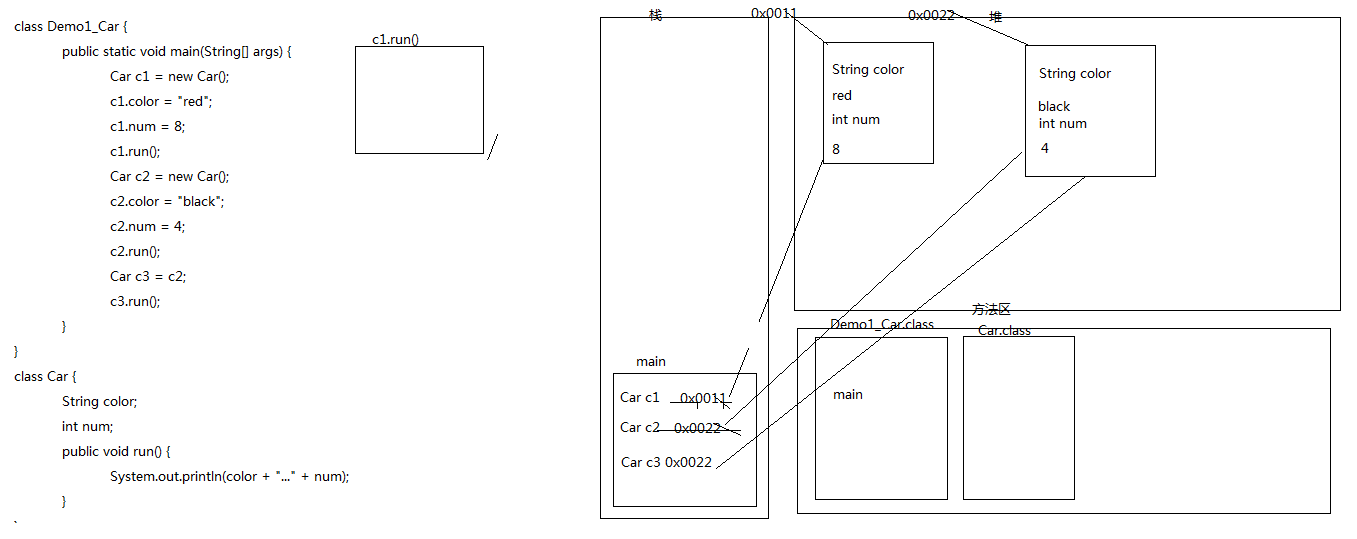 class Demo1_Car {
public static void main(String[] args) {
Car c1 = new Car();
c1.color = "red";
c1.num = 8;
c1.run();
Car c2 = new Car();
c2.color = "black";
c2.num = 4;
c2.run();
Car c3 = c2;
c3.run();
}
}
class Car {
String color;
int num;
public void run() {
System.out.println(color + "..." + num);
}
c1.run()
栈
0x0011
0x0022
堆
String color
red
int num
8
String color
black
int num
4
main
Car c1 0x0011
Car c2 0x0022
Car c3 0x0022
方法区
Demo1_Car.class
Car.class
main